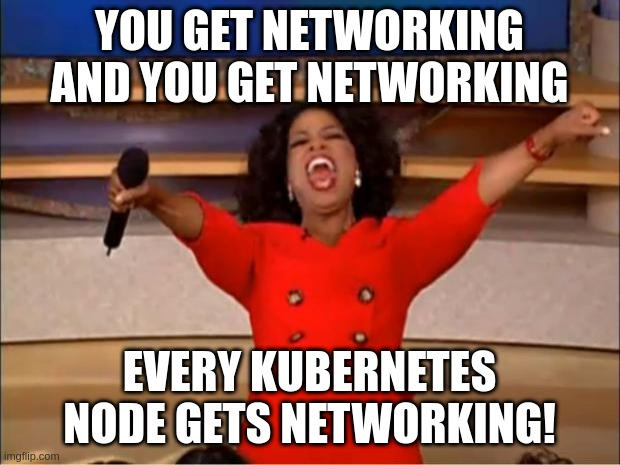 YOU GET NETWORKING
AND YOU GET NETWORKING
EVERY KUBERNETES
NODE GETS NETWORKING!
imgflip.com